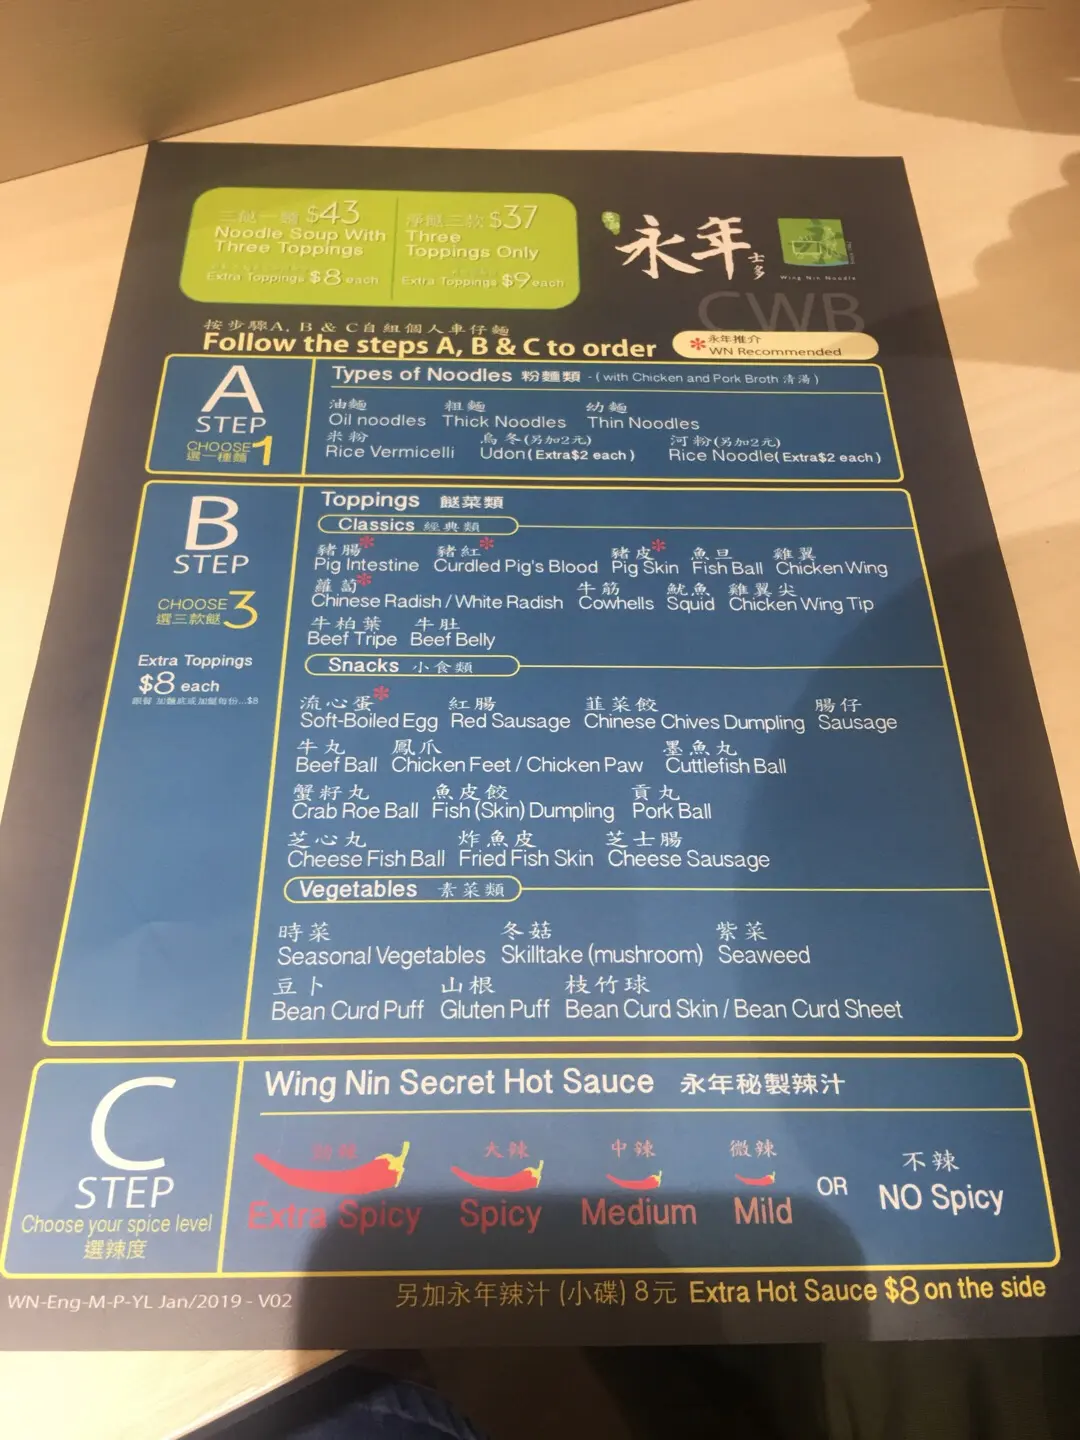 三餸一麵 $43
Noodle Soup With
Three Toppings
Extra Toppings $8 each
淨餸三款 $37
Three
Toppings Only
Extra Toppings $9 each
永年
士多
Wing Nin Noodle
CWB
按步驟A, B & C自組個人車仔麵
Follow the steps A, B & C to order
*永年推介
WN Recommended
A
STEP
CHOOSE 1
選一種麵
Types of Noodles 粉麵類 - ( with Chicken and Pork Broth 清湯 )
油麵 粗麵 幼麵
Oil noodles Thick Noodles Thin Noodles
米粉 烏冬(另加2元) 河粉(另加2元)
Rice Vermicelli Udon( Extra$2 each ) Rice Noodle( Extra$2 each )
B
STEP
CHOOSE 3
選三款餸
Extra Toppings
$8 each
跟餐 加麵底或加餸每份...$8
Toppings 餸菜類
Classics 經典類
豬腸* 豬紅* 豬皮* 魚旦 雞翼
Pig Intestine Curdled Pig's Blood Pig Skin Fish Ball Chicken Wing
蘿蔔* 牛筋 魷魚 雞翼尖
Chinese Radish / White Radish Cowhells Squid Chicken Wing Tip
牛柏葉 牛肚
Beef Tripe Beef Belly
Snacks 小食類
流心蛋* 紅腸 韮菜餃 腸仔
Soft-Boiled Egg Red Sausage Chinese Chives Dumpling Sausage
牛丸 鳳爪 墨魚丸
Beef Ball Chicken Feet / Chicken Paw Cuttlefish Ball
蟹籽丸 魚皮餃 貢丸
Crab Roe Ball Fish (Skin) Dumpling Pork Ball
芝心丸 炸魚皮 芝士腸
Cheese Fish Ball Fried Fish Skin Cheese Sausage
Vegetables 素菜類
時菜 冬菇 紫菜
Seasonal Vegetables Skilltake (mushroom) Seaweed
豆卜 山根 枝竹球
Bean Curd Puff Gluten Puff Bean Curd Skin / Bean Curd Sheet
C
STEP
Choose your spice level
選辣度
Wing Nin Secret Hot Sauce 永年秘製辣汁
勁辣 大辣 中辣 微辣 不辣
Extra Spicy Spicy Medium Mild OR NO Spicy
WN-Eng-M-P-YL Jan/2019 - V02
另加永年辣汁 (小碟) 8元 Extra Hot Sauce $8 on the side